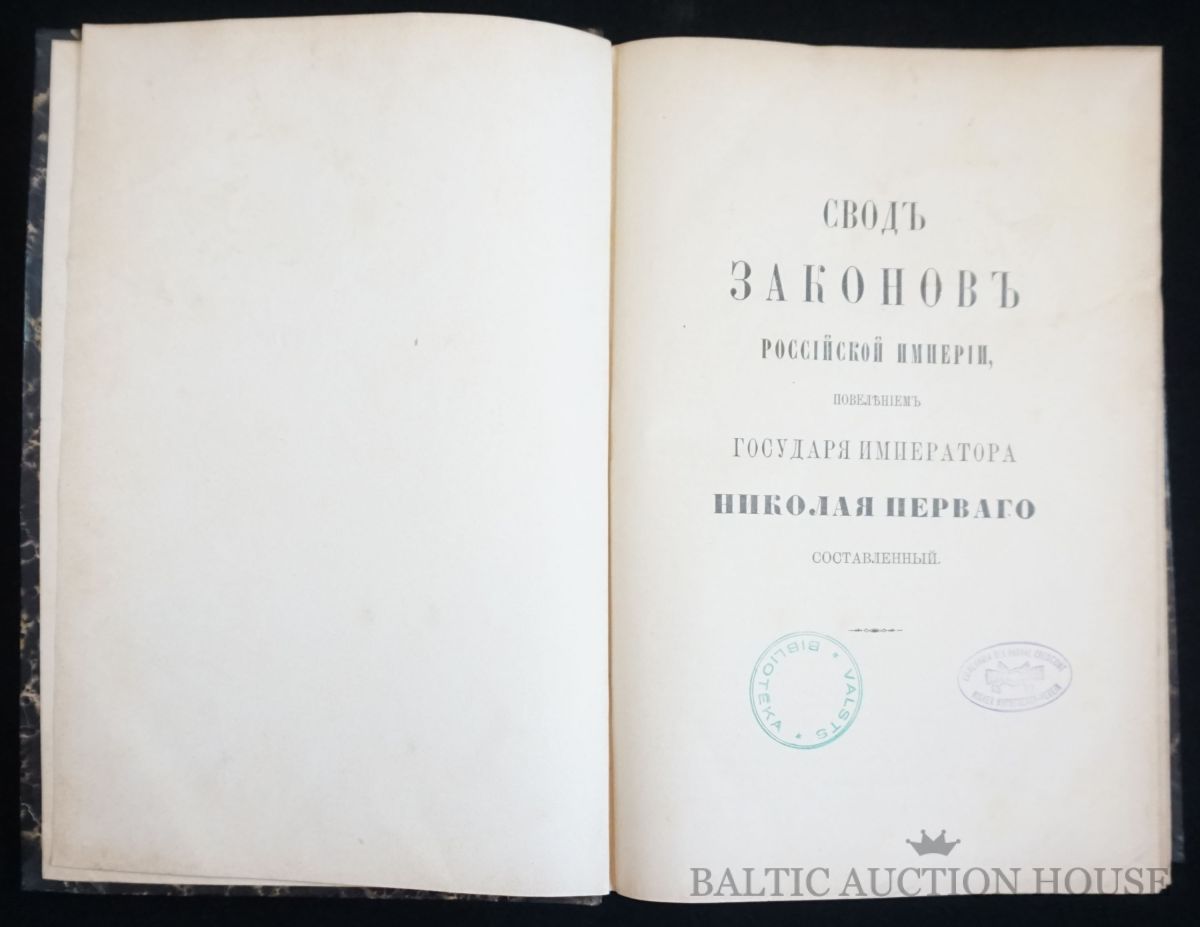 СВОДЪ
ЗАКОНОВЪ
РОССІЙСКОЙ ИМПЕРІИ,
ПОВЕЛѢНІЕМЪ
ГОСУДАРЯ ИМПЕРАТОРА
НИКОЛАЯ ПЕРВАГО
СОСТАВЛЕННЫЙ.
VALSTS * BIBLIOTEKA *
BALTIC AUCTION HOUSE